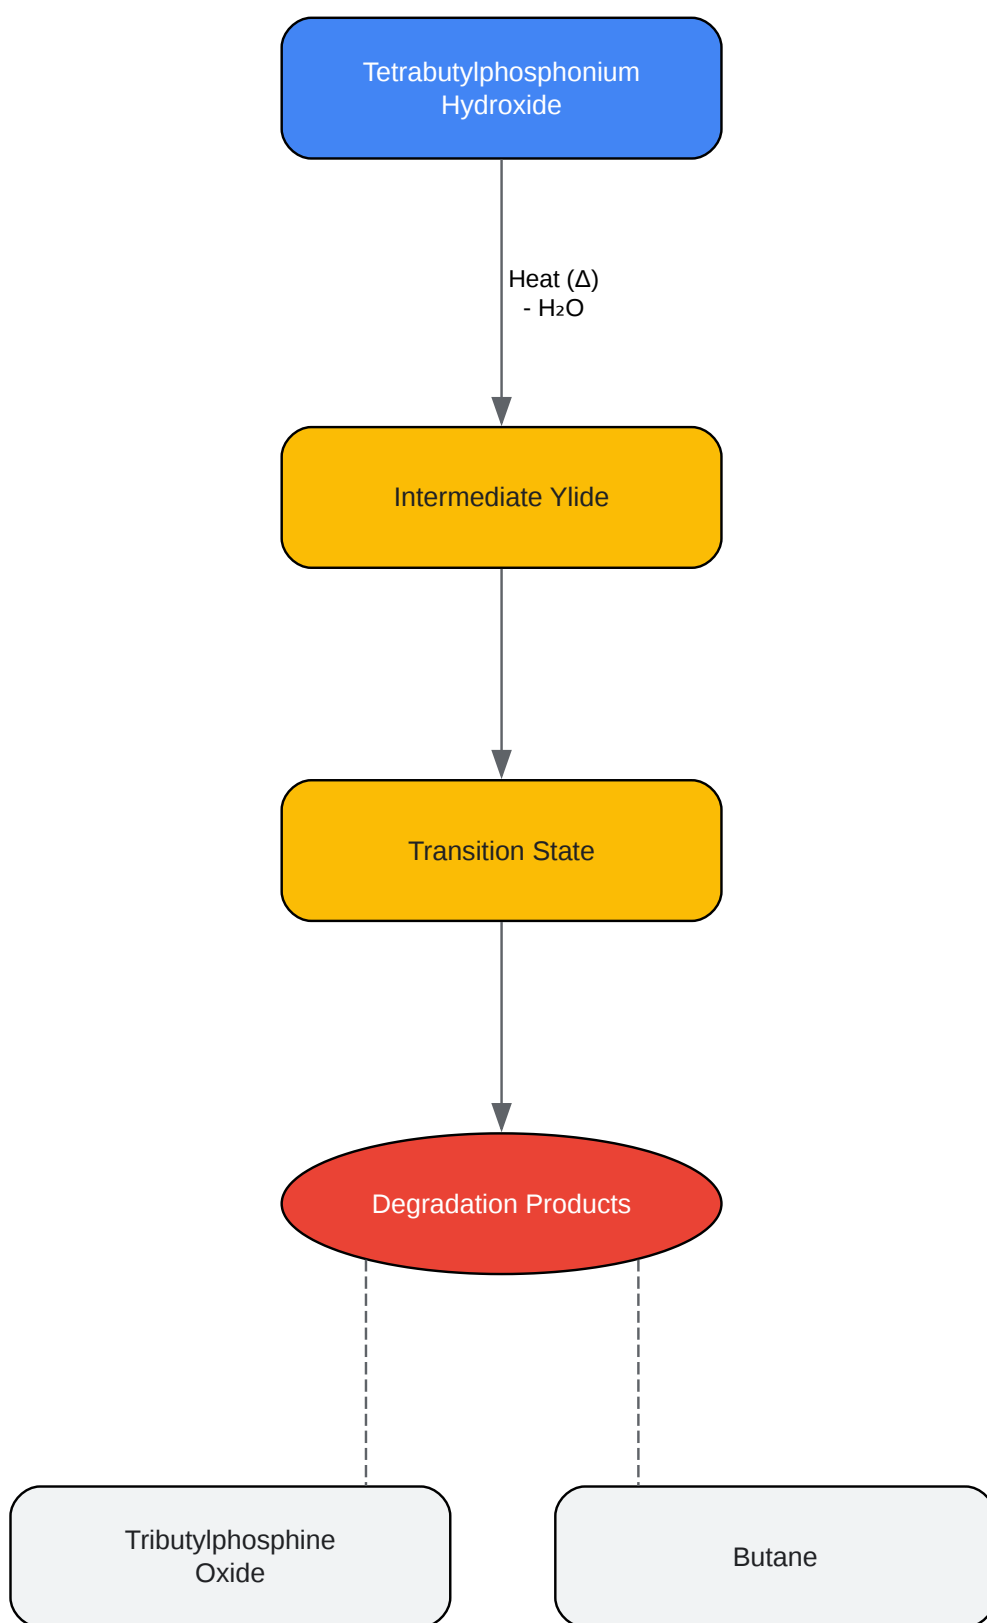 Tetrabutylphosphonium
Hydroxide
Heat (Δ)
- H₂O
Intermediate Ylide
Transition State
Degradation Products
Tributylphosphine
Oxide
Butane